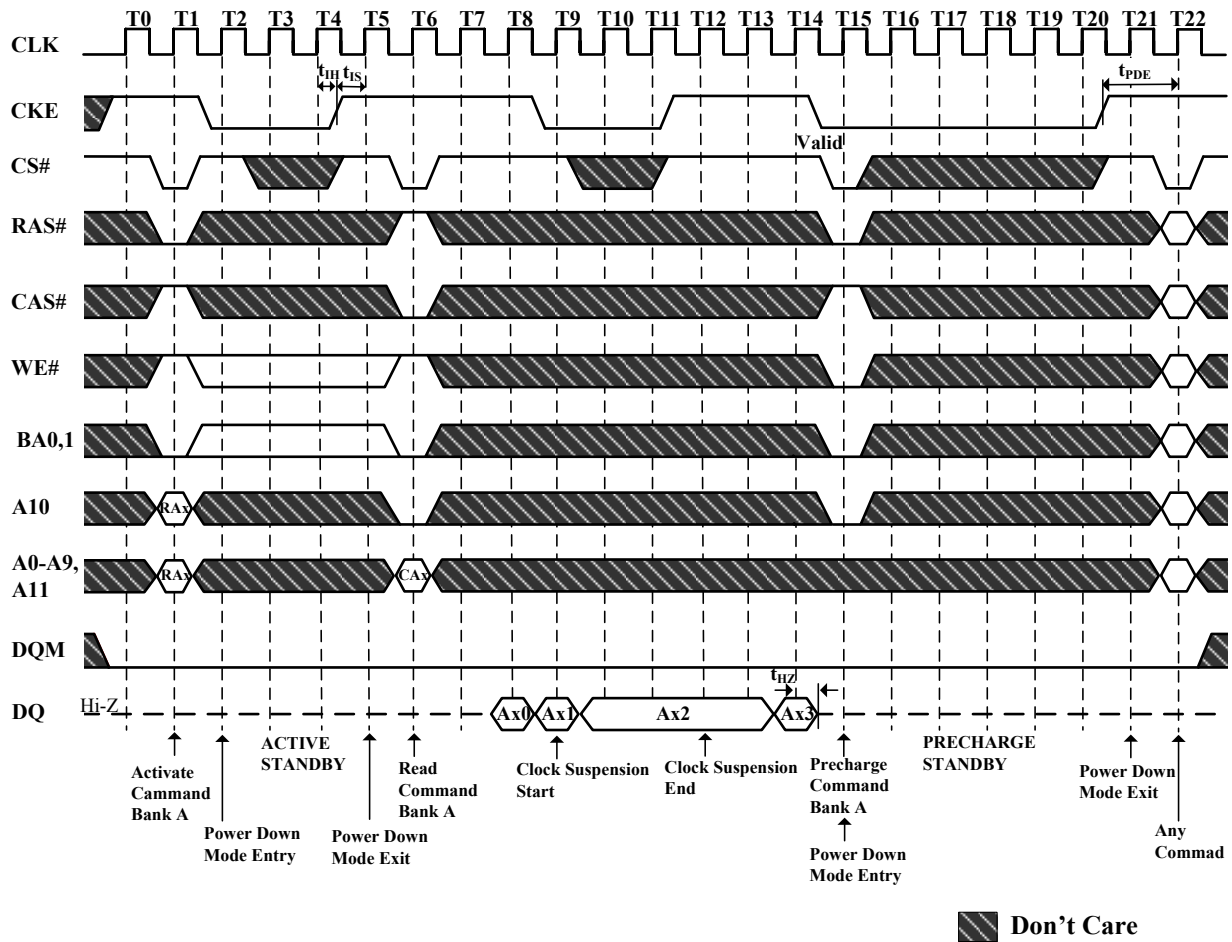 T0 T1 T2 T3 T4 T5 T6 T7 T8 T9 T10 T11 T12 T13 T14 T15 T16 T17 T18 T19 T20 T21 T22
CLK
tIH tIS tPDE
CKE
Valid
CS#
RAS#
CAS#
WE#
BA0,1
A10 RAx
A0-A9,
A11 RAx CAx
DQM
tHZ
DQ Hi-Z Ax0 Ax1 Ax2 Ax3
Activate
Cammand
Bank A
Power Down
Mode Entry
ACTIVE
STANDBY
Power Down
Mode Exit
Read
Command
Bank A
Clock Suspension
Start
Clock Suspension
End
Precharge
Command
Bank A
Power Down
Mode Entry
PRECHARGE
STANDBY
Power Down
Mode Exit
Any
Commad
Don't Care